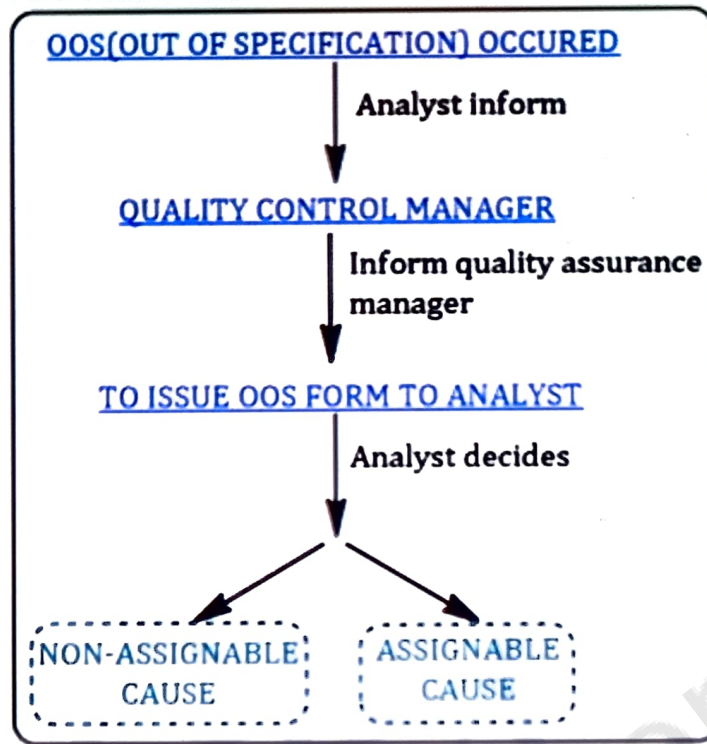 OOS(OUT OF SPECIFICATION) OCCURED
Analyst inform
QUALITY CONTROL MANAGER
Inform quality assurance
manager
TO ISSUE OOS FORM TO ANALYST
Analyst decides
NON-ASSIGNABLE
CAUSE
ASSIGNABLE
CAUSE